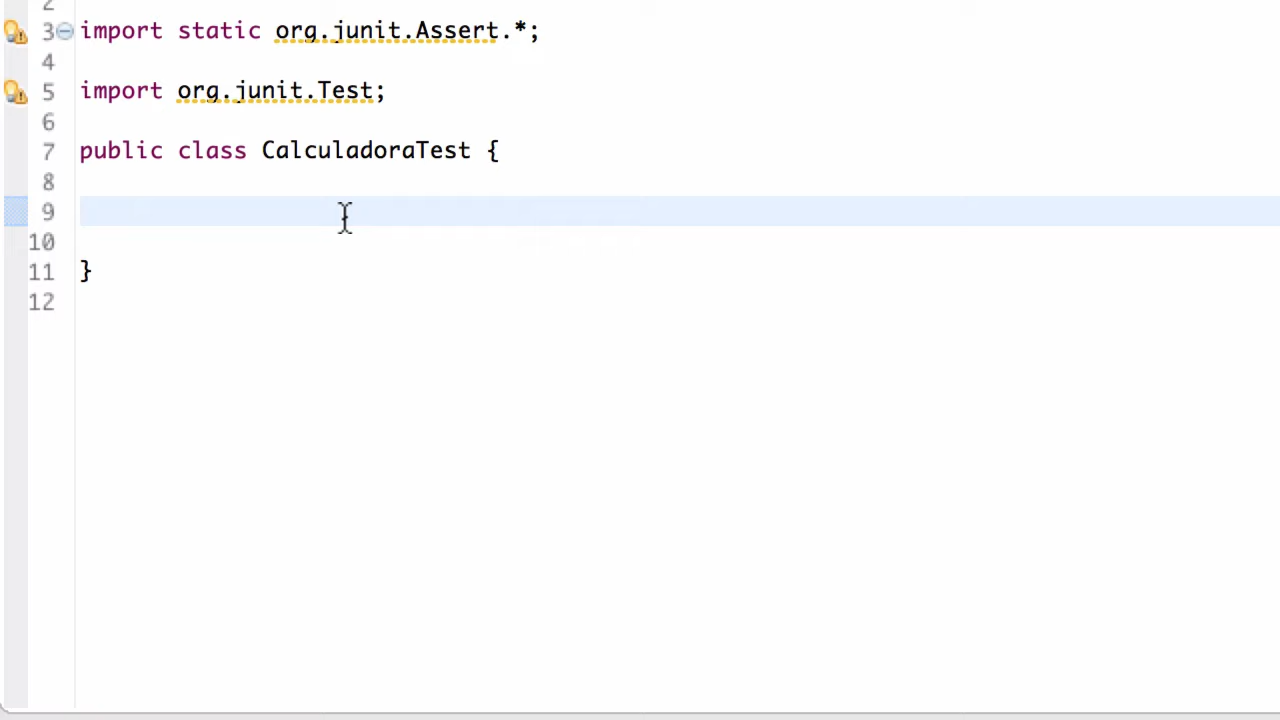 2
3 import static org.junit.Assert.*;
4
5 import org.junit.Test;
6
7 public class CalculadoraTest {
8
9
10
11 }
12